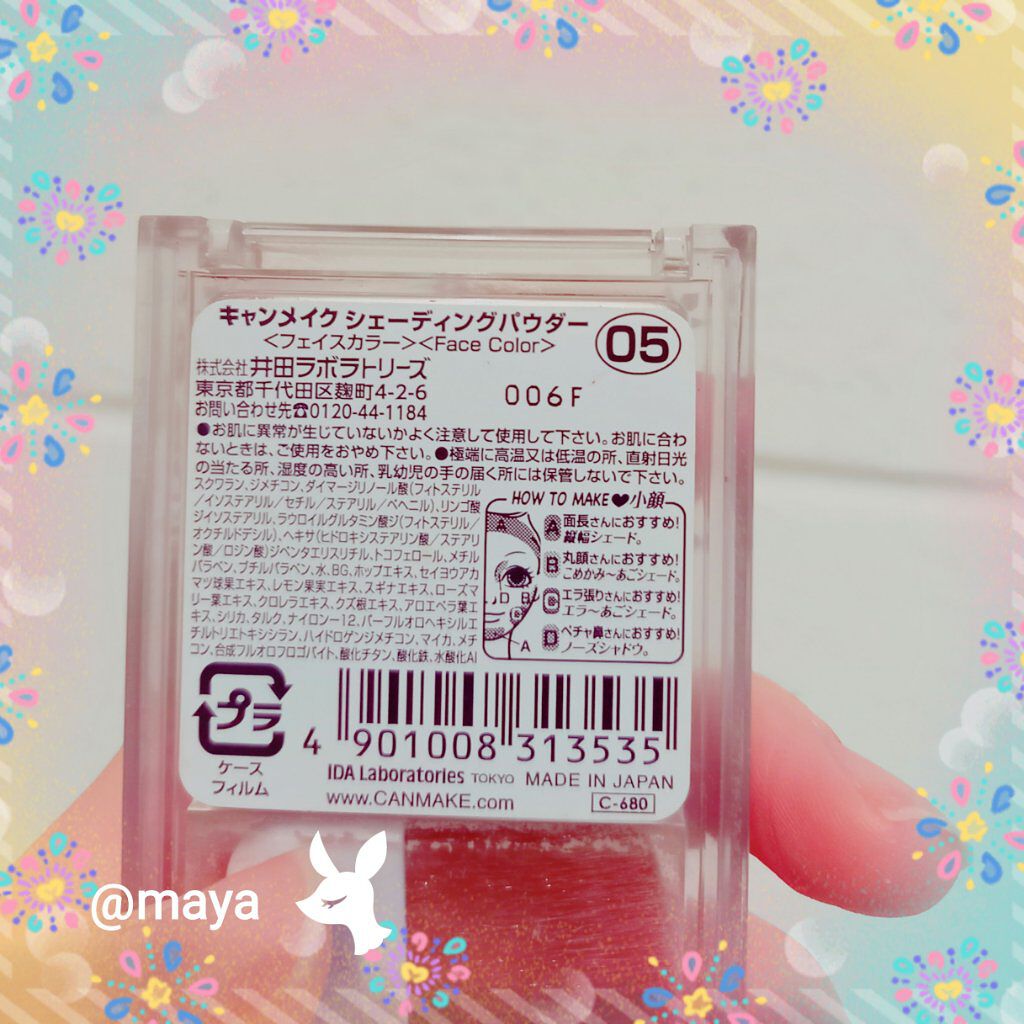 キャンメイク シェーディングパウダー
<フェイスカラー><Face Color>
05
株式会社 井田ラボラトリーズ
東京都千代田区麹町4-2-6
お問い合わせ先☎0120-44-1184
006F
●お肌に異常が生じていないかよく注意して使用して下さい。お肌に合わ
ないときは、ご使用をおやめ下さい。●極端に高温又は低温の所、直射日光
の当たる所、湿度の高い所、乳幼児の手の届く所には保管しないで下さい。
スクワラン、ジメチコン、ダイマージリノール酸(フィトステリル
/イソステアリル/セチル/ステアリル/ベヘニル)、リンゴ酸
ジイソステアリル、ラウロイルグルタミン酸ジ(フィトステリル/
オクチルドデシル)、ヘキサ(ヒドロキシステアリン酸/ステアリ
ン酸/ロジン酸)ジペンタエリスリチル、トコフェロール、メチル
パラベン、ブチルパラベン、水、BG、ホップエキス、セイヨウアカ
マツ球果エキス、レモン果実エキス、スギナエキス、ローズマ
リー葉エキス、クロレラエキス、クズ根エキス、アロエベラ葉エ
キス、シリカ、タルク、ナイロン-12、パーフルオロヘキシルエ
チルトリエトキシシラン、ハイドロゲンジメチコン、マイカ、メチ
コン、合成フルオロフロゴパイト、酸化チタン、酸化鉄、水酸化Al
HOW TO MAKE♥小顔
A
D
B
C
A
A 面長さんにおすすめ!
縦幅シェード。
B 丸顔さんにおすすめ!
こめかみ〜あごシェード。
C エラ張りさんにおすすめ!
エラ〜あごシェード。
D ペチャ鼻さんにおすすめ!
ノーズシャドウ。
プラ
ケース
フィルム
4 901008 313535
IDA Laboratories TOKYO MADE IN JAPAN
www.CANMAKE.com
C-680
@maya